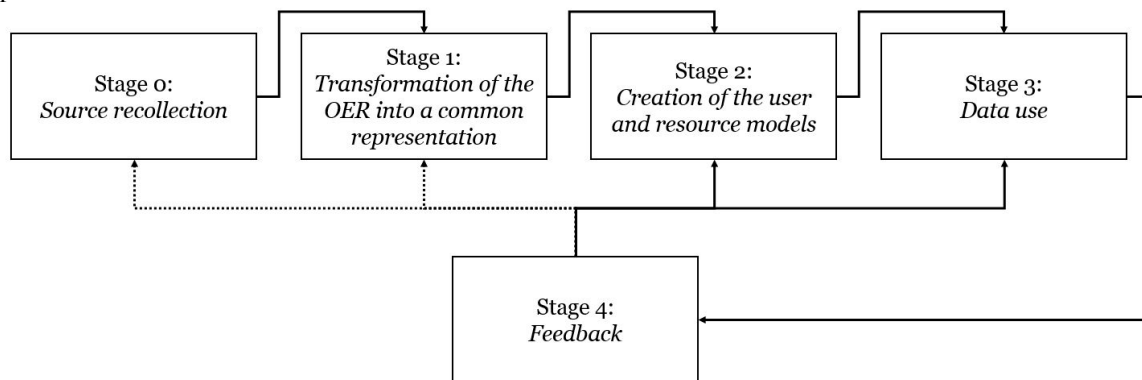 Stage 0:
Source recollection
Stage 1:
Transformation of the
OER into a common
representation
Stage 2:
Creation of the user
and resource models
Stage 3:
Data use
Stage 4:
Feedback